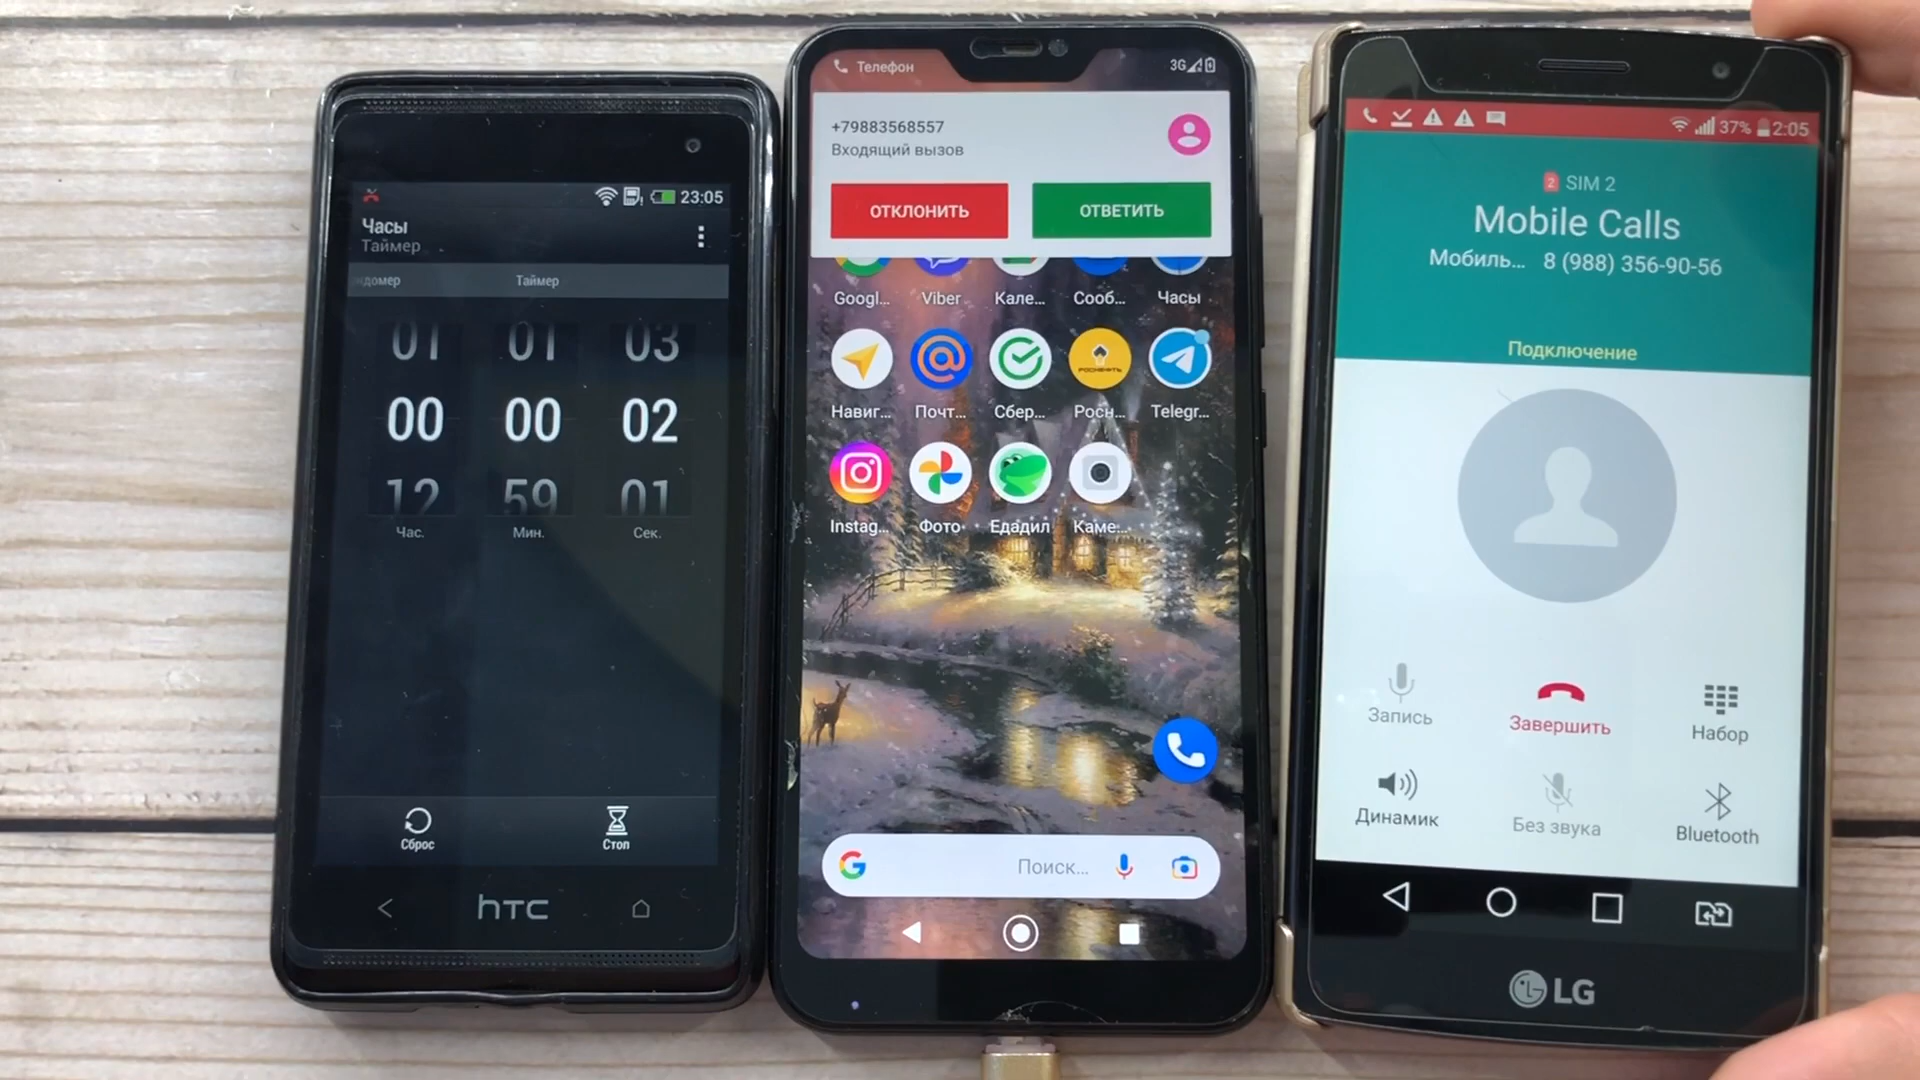 23:05
Часы
Таймер
ндомер
Таймер
01 01 03
00 00 02
12 59 01
Час. Мин. Сек.
Сброс Стоп
hTC
Телефон 3G
+79883568557
Входящий вызов
ОТКЛОНИТЬ ОТВЕТИТЬ
Googl... Viber Кале... Сооб... Часы
РОСНЕФТЬ
Навиг... Почт... Сбер... Росн... Telegr...
Instag... Фото Едадил Каме...
Поиск...
37% 2:05
2 SIM 2
Mobile Calls
Мобиль... 8 (988) 356-90-56
Подключение
Запись Завершить Набор
Динамик Без звука Bluetooth
LG